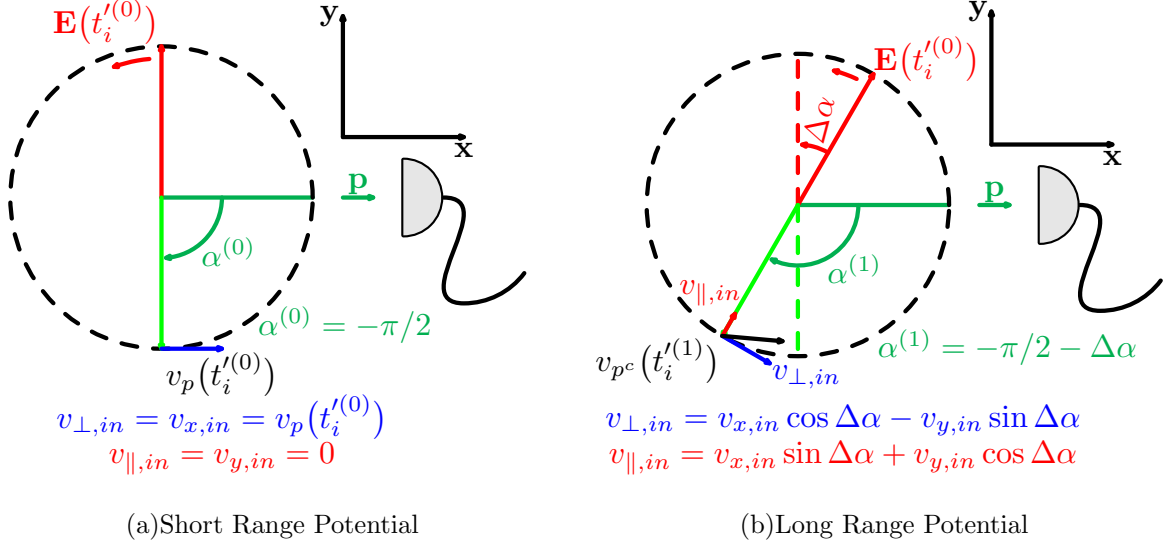 E(t_i'^{(0)})
y
x
p
α^{(0)}
α^{(0)} = −π/2
v_p(t_i'^{(0)})
v_{⊥,in} = v_{x,in} = v_p(t_i'^{(0)})
v_{∥,in} = v_{y,in} = 0
(a)Short Range Potential
y
E(t_i'^{(0)})
Δα
x
p
α^{(1)}
v_{∥,in}
v_{p^c}(t_i'^{(1)})
α^{(1)} = −π/2 − Δα
v_{⊥,in}
v_{⊥,in} = v_{x,in} cos Δα − v_{y,in} sin Δα
v_{∥,in} = v_{x,in} sin Δα + v_{y,in} cos Δα
(b)Long Range Potential